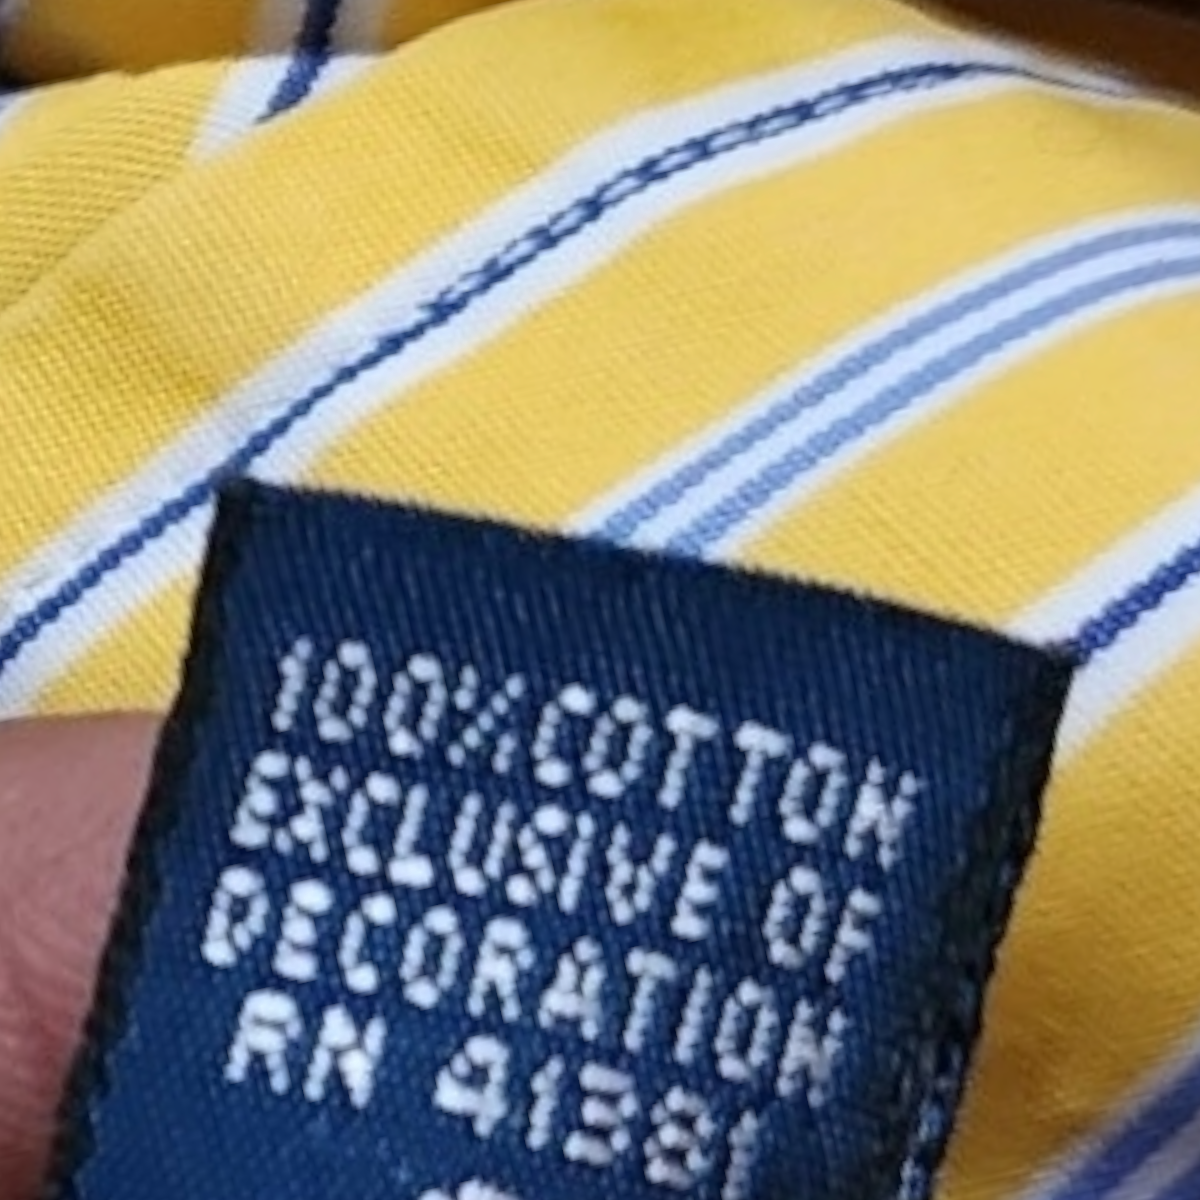 100% COTTON
EXCLUSIVE OF
DECORATION
RN 41381